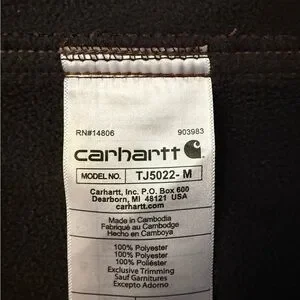 RN#14806 903983
carhartt
MODEL NO. TJ5022- M
Carhartt, Inc. P.O. Box 600
Dearborn, MI 48121 USA
carhartt.com
Made in Cambodia
Fabriqué au Cambodge
Hecho en Camboya
100% Polyester
100% Polyester
100% Poliéster
Exclusive Trimming
Sauf Garnitures
Excepto Adorno